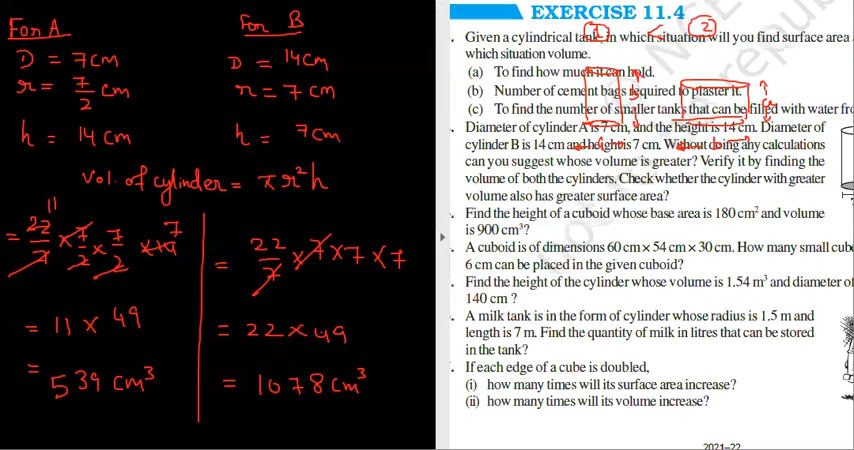 For A
D = 7cm
r = 7/2 cm
h = 14 cm
For B
D = 14cm
r = 7 cm
h = 7cm
Vol. of cylinder = πr²h
= 22/7 × 7/2 × 7/2 × 14
11
7
= 11 × 49
= 539 cm³
= 22/7 × 7 × 7 × 7
= 22 × 49
= 1078 cm³
EXERCISE 11.4
1 < 2
. Given a cylindrical tank, in which situation will you find surface area
which situation volume.
(a) To find how much it can hold.
(b) Number of cement bags required to plaster it.
(c) To find the number of smaller tanks that can be filled with water fro
. Diameter of cylinder A is 7 cm, and the height is 14 cm. Diameter of
cylinder B is 14 cm and height is 7 cm. Without doing any calculations
can you suggest whose volume is greater? Verify it by finding the
volume of both the cylinders. Check whether the cylinder with greater
volume also has greater surface area?
. Find the height of a cuboid whose base area is 180 cm² and volume
is 900 cm³?
. A cuboid is of dimensions 60 cm × 54 cm × 30 cm. How many small cube
6 cm can be placed in the given cuboid?
. Find the height of the cylinder whose volume is 1.54 m³ and diameter of
140 cm ?
. A milk tank is in the form of cylinder whose radius is 1.5 m and
length is 7 m. Find the quantity of milk in litres that can be stored
in the tank?
. If each edge of a cube is doubled,
(i) how many times will its surface area increase?
(ii) how many times will its volume increase?
2021–22